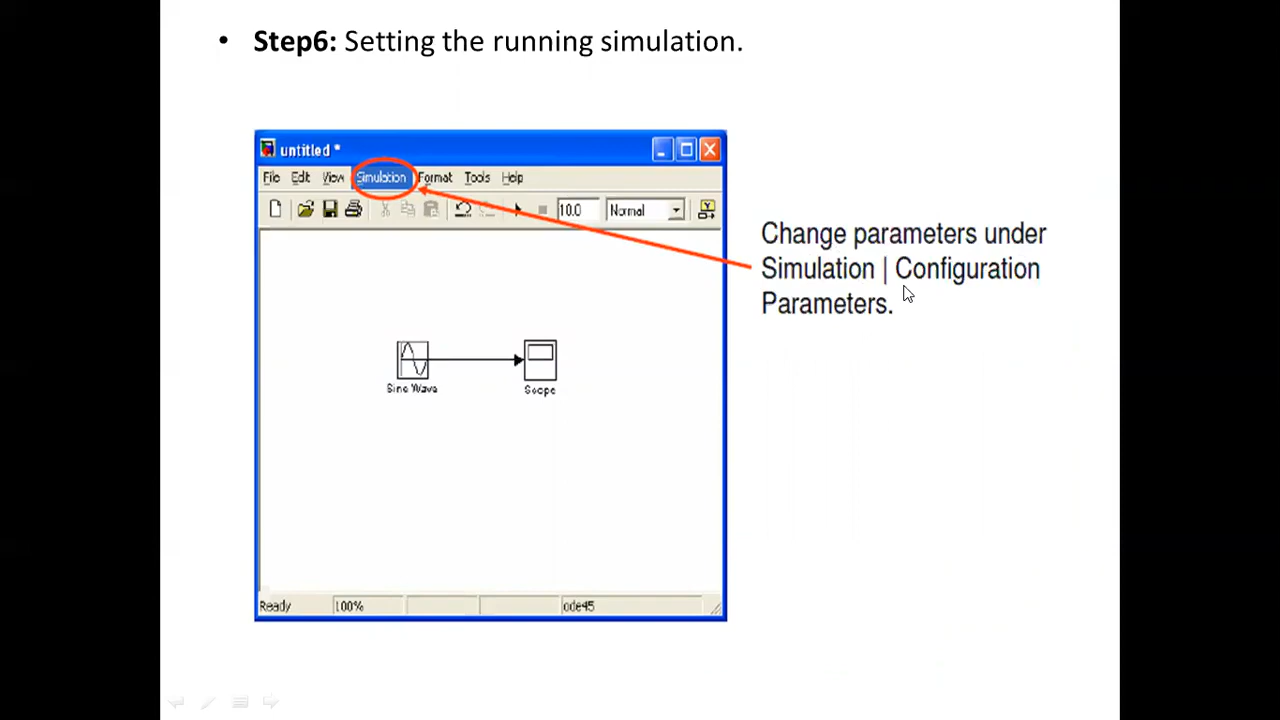 • Step6: Setting the running simulation.
untitled *
File Edit View Simulation Format Tools Help
10.0 Normal
Change parameters under
Simulation | Configuration
Parameters.
Sine Wave Scope
Ready 100% ode45